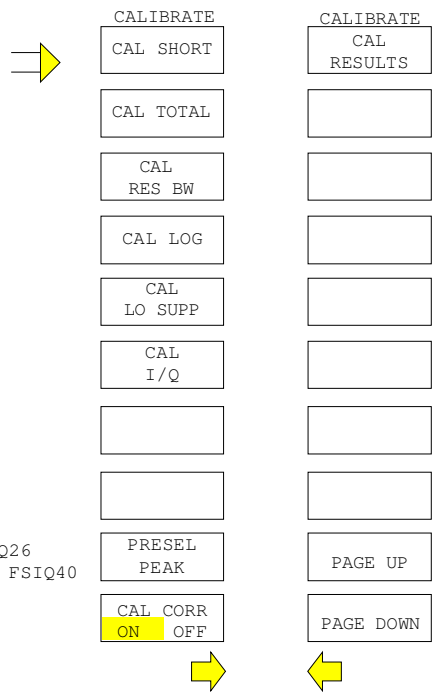 CALIBRATE
CAL SHORT
CAL TOTAL
CAL
RES BW
CAL LOG
CAL
LO SUPP
CAL
I/Q
Q26
FSIQ40
PRESEL
PEAK
CAL CORR
ON OFF
CALIBRATE
CAL
RESULTS
PAGE UP
PAGE DOWN